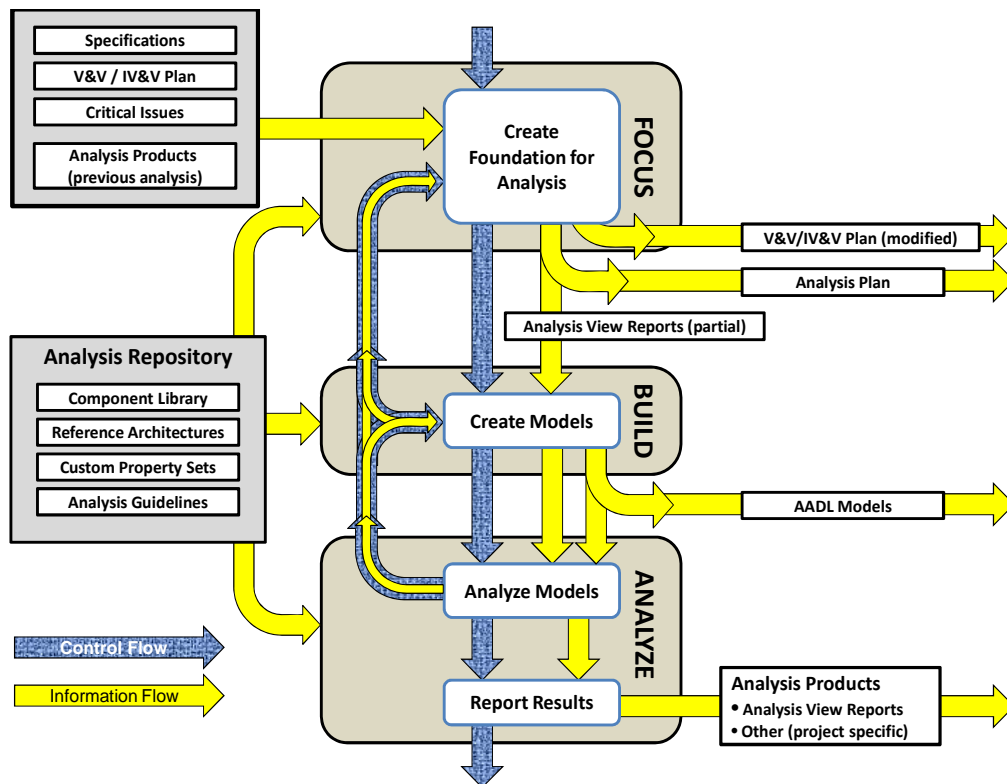 Specifications
V&V / IV&V Plan
Critical Issues
Analysis Products
(previous analysis)
Create
Foundation for
Analysis
FOCUS
V&V/IV&V Plan (modified)
Analysis Plan
Analysis View Reports (partial)
Analysis Repository
Component Library
Reference Architectures
Custom Property Sets
Analysis Guidelines
Create Models
BUILD
AADL Models
Analyze Models
ANALYZE
Control Flow
Information Flow
Report Results
Analysis Products
• Analysis View Reports
• Other (project specific)